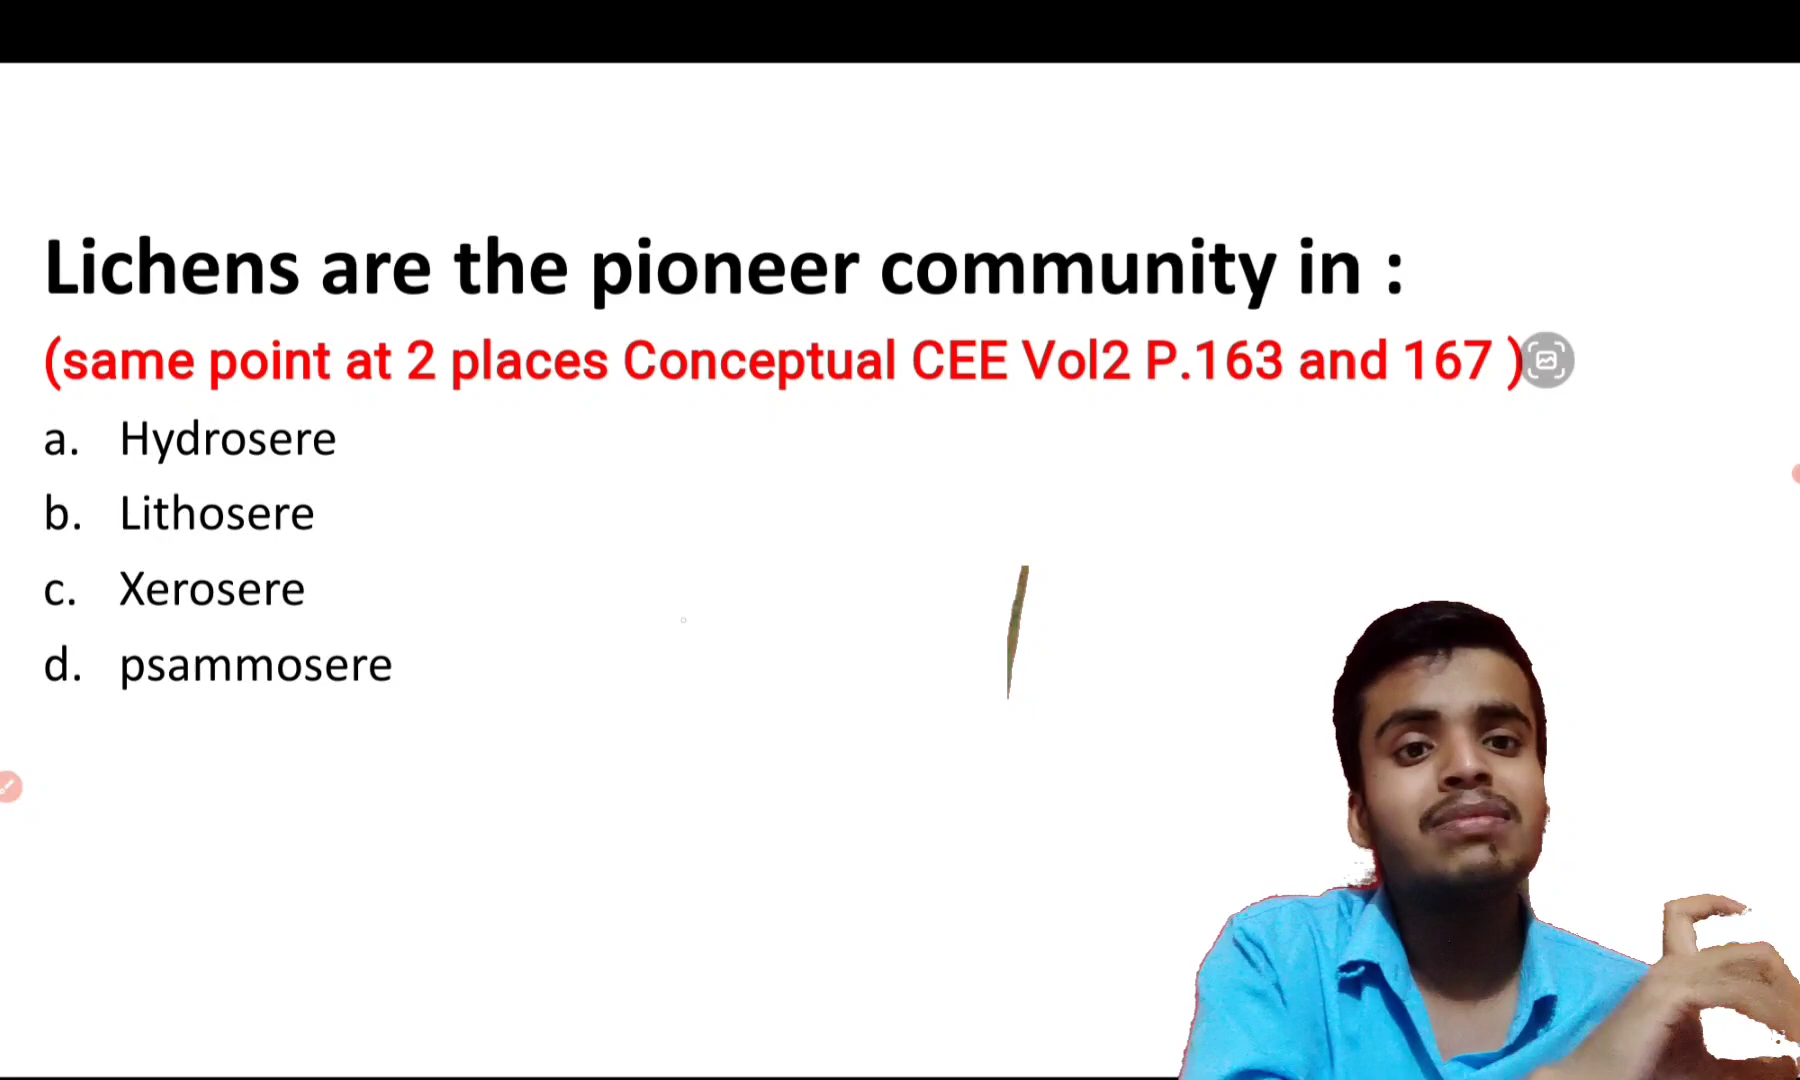 Lichens are the pioneer community in :
(same point at 2 places Conceptual CEE Vol2 P.163 and 167 )
a. Hydrosere
b. Lithosere
c. Xerosere
d. psammosere